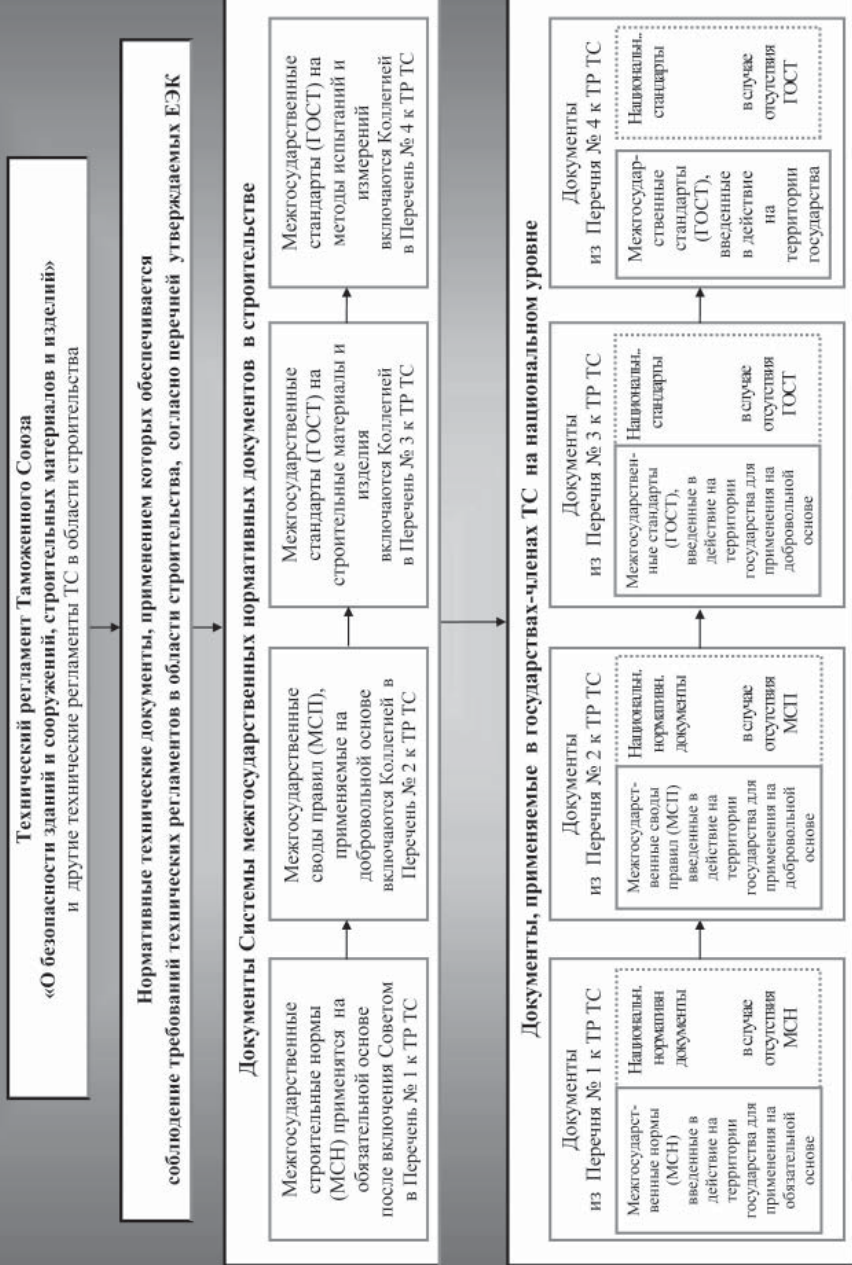 Технический регламент Таможенного Союза
«О безопасности зданий и сооружений, строительных материалов и изделий»
и другие технические регламенты ТС в области строительства
Нормативные технические документы, применением которых обеспечивается
соблюдение требований технических регламентов в области строительства, согласно перечней утверждаемых ЕЭК
Документы Системы межгосударственных нормативных документов в строительстве
Межгосударственные
строительные нормы
(МСН) применятся на
обязательной основе
после включения Советом
в Перечень № 1 к ТР ТС
Межгосударственные
своды правил (МСП),
применяемые на
добровольной основе
включаются Коллегией в
Перечень № 2 к ТР ТС
Межгосударственные
стандарты (ГОСТ) на
строительные материалы и
изделия
включаются Коллегией
в Перечень № 3 к ТР ТС
Межгосударственные
стандарты (ГОСТ) на
методы испытаний и
измерений
включаются Коллегией
в Перечень № 4 к ТР ТС
Документы, применяемые в государствах-членах ТС на национальном уровне
Документы
из Перечня № 1 к ТР ТС
Межгосударст-
венные нормы
(МСН)
введенные в
действие на
территории
государства для
применения на
обязательной
основе
Национальн.
нормативн
документы
в случае
отсутствия
МСН
Документы
из Перечня № 2 к ТР ТС
Межгосударст-
венные своды
правил (МСП)
введенные в
действие на
территории
государства для
применения на
добровольной
основе
Национальн.
нормативн.
документы
в случае
отсутствия
МСП
Документы
из Перечня № 3 к ТР ТС
Межгосударствен-
ные стандарты
(ГОСТ),
введенные в
действие на
территории
государства для
применения на
добровольной
основе
Национальн..
стандарты
в случае
отсутствия
ГОСТ
Документы
из Перечня № 4 к ТР ТС
Межгосудар-
ственные
стандарты
(ГОСТ),
введенные
в действие
на
территории
государства
Национальн..
стандарты
в случае
отсутствия
ГОСТ